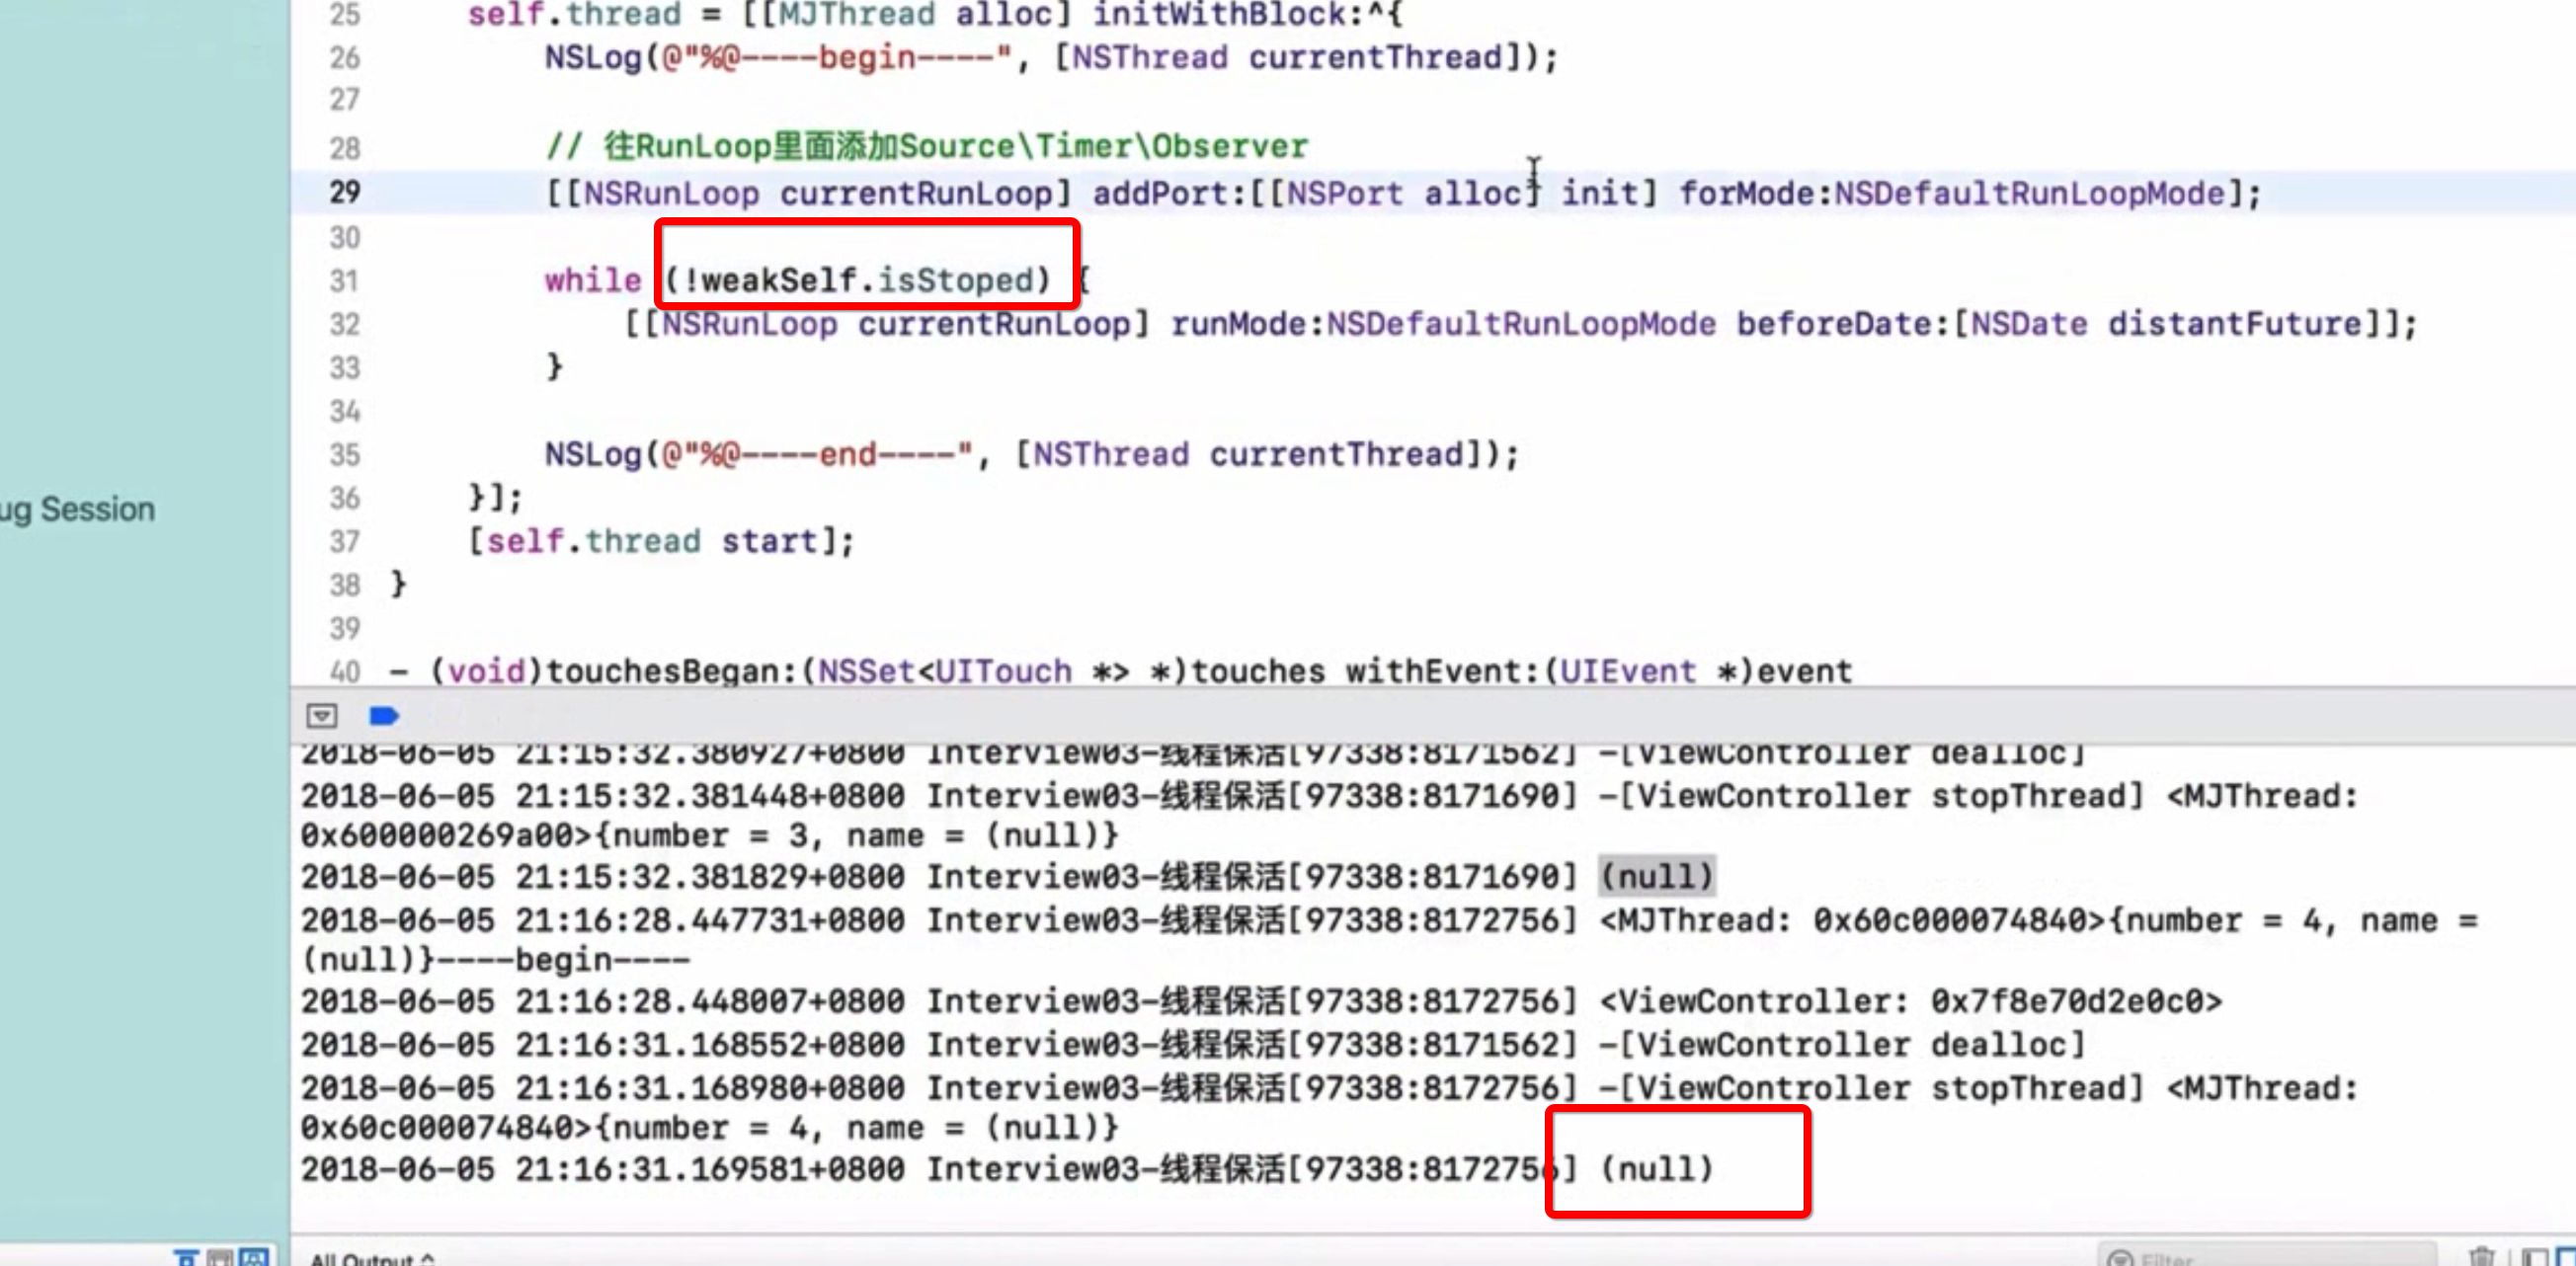 25 self.thread = [[MJThread alloc] initWithBlock:^{
26 NSLog(@"%@----begin----", [NSThread currentThread]);
27
28 // 往RunLoop里面添加Source\Timer\Observer
29 [[NSRunLoop currentRunLoop] addPort:[[NSPort alloc] init] forMode:NSDefaultRunLoopMode];
30
31 while (!weakSelf.isStoped) {
32 [[NSRunLoop currentRunLoop] runMode:NSDefaultRunLoopMode beforeDate:[NSDate distantFuture]];
33 }
34
35 NSLog(@"%@----end----", [NSThread currentThread]);
36 }];
ug Session
37 [self.thread start];
38 }
39
40 - (void)touchesBegan:(NSSet<UITouch *> *)touches withEvent:(UIEvent *)event
2018-06-05 21:15:32.380927+0800 Interview03-线程保活[97338:8171562] -[ViewController dealloc]
2018-06-05 21:15:32.381448+0800 Interview03-线程保活[97338:8171690] -[ViewController stopThread] <MJThread:
0x600000269a00>{number = 3, name = (null)}
2018-06-05 21:15:32.381829+0800 Interview03-线程保活[97338:8171690] (null)
2018-06-05 21:16:28.447731+0800 Interview03-线程保活[97338:8172756] <MJThread: 0x60c000074840>{number = 4, name =
(null)}----begin----
2018-06-05 21:16:28.448007+0800 Interview03-线程保活[97338:8172756] <ViewController: 0x7f8e70d2e0c0>
2018-06-05 21:16:31.168552+0800 Interview03-线程保活[97338:8171562] -[ViewController dealloc]
2018-06-05 21:16:31.168980+0800 Interview03-线程保活[97338:8172756] -[ViewController stopThread] <MJThread:
0x60c000074840>{number = 4, name = (null)}
2018-06-05 21:16:31.169581+0800 Interview03-线程保活[97338:8172756] (null)
All Output
Filter